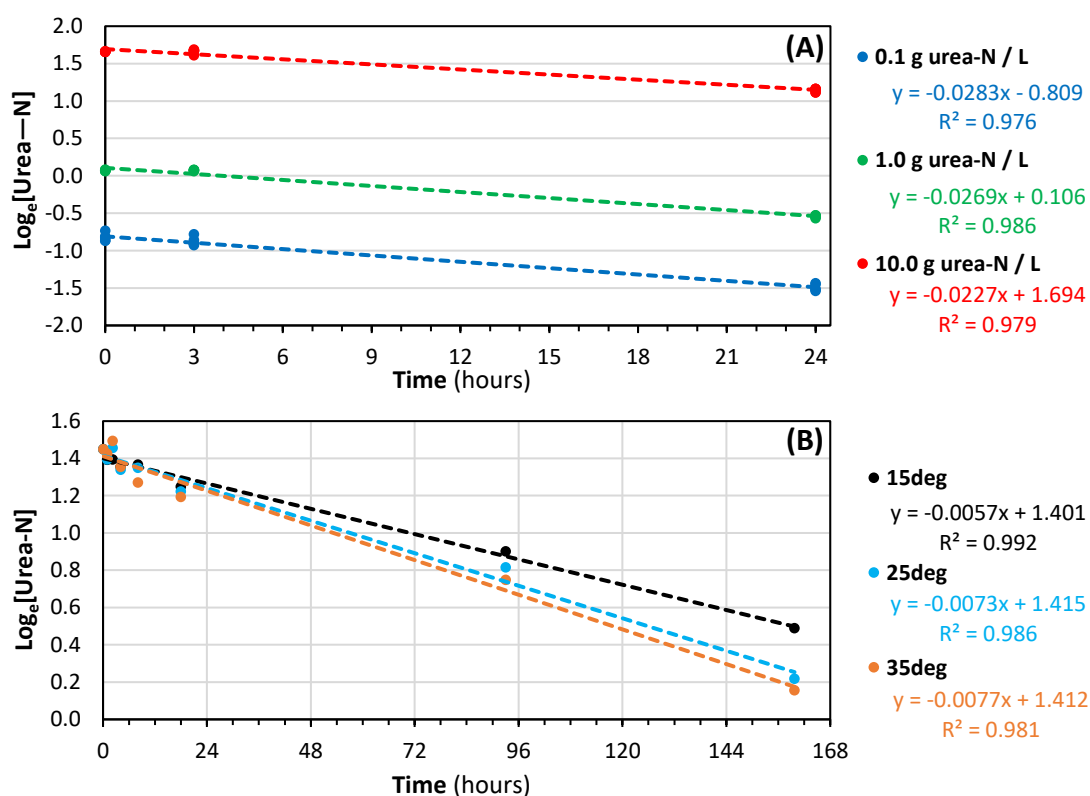 (A)
Logₑ[Urea—N]
2.0
1.5
1.0
0.5
0.0
-0.5
-1.0
-1.5
-2.0
0 3 6 9 12 15 18 21 24
Time (hours)
0.1 g urea-N / L
y = -0.0283x - 0.809
R² = 0.976
1.0 g urea-N / L
y = -0.0269x + 0.106
R² = 0.986
10.0 g urea-N / L
y = -0.0227x + 1.694
R² = 0.979
(B)
Logₑ[Urea-N]
1.6
1.4
1.2
1.0
0.8
0.6
0.4
0.2
0.0
0 24 48 72 96 120 144 168
Time (hours)
15deg
y = -0.0057x + 1.401
R² = 0.992
25deg
y = -0.0073x + 1.415
R² = 0.986
35deg
y = -0.0077x + 1.412
R² = 0.981